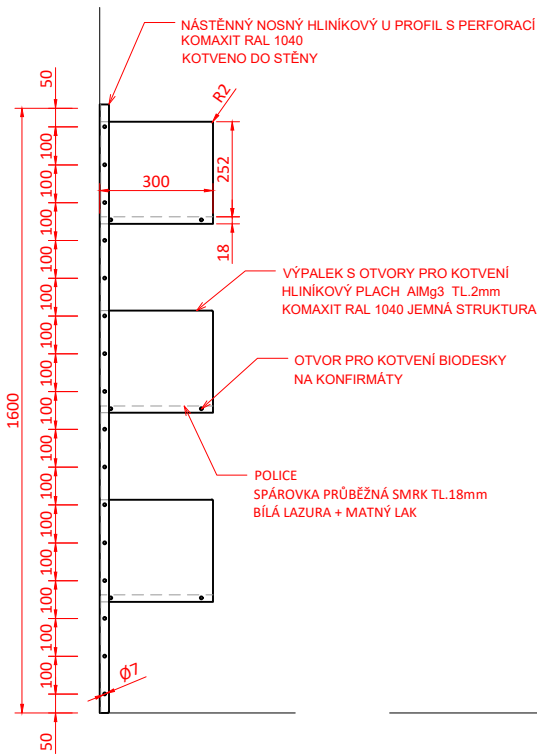 NÁSTĚNNÝ NOSNÝ HLINÍKOVÝ U PROFIL S PERFORACÍ
KOMAXIT RAL 1040
KOTVENO DO STĚNY
50
R2
100
100
300
252
100
18
100
VÝPALEK S OTVORY PRO KOTVENÍ
HLINÍKOVÝ PLACH AlMg3 TL.2mm
KOMAXIT RAL 1040 JEMNÁ STRUKTURA
100
100
OTVOR PRO KOTVENÍ BIODESKY
NA KONFIRMÁTY
100
1600
100
100
POLICE
SPÁROVKA PRŮBĚŽNÁ SMRK TL.18mm
BÍLÁ LAZURA + MATNÝ LAK
100
100
100
100
100
100
Ø7
50